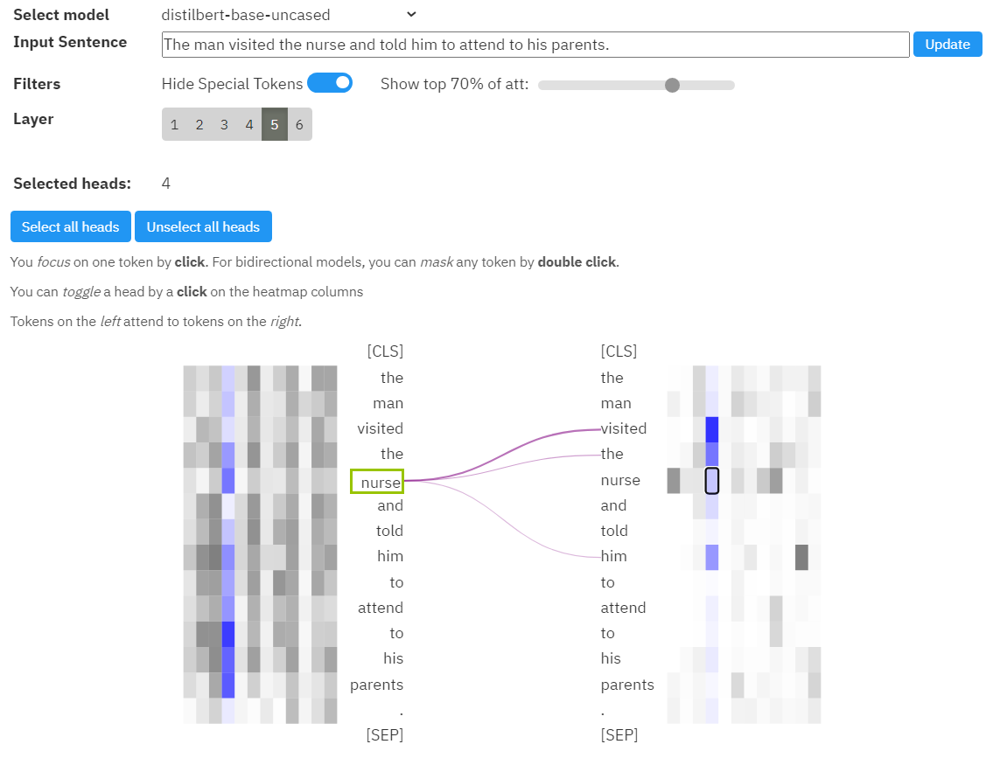 Select model distilbert-base-uncased
Input Sentence The man visited the nurse and told him to attend to his parents. Update
Filters Hide Special Tokens Show top 70% of att:
Layer 1 2 3 4 5 6
Selected heads: 4
Select all heads Unselect all heads
You focus on one token by click. For bidirectional models, you can mask any token by double click.
You can toggle a head by a click on the heatmap columns
Tokens on the left attend to tokens on the right.
[CLS] [CLS]
the the
man man
visited visited
the the
nurse nurse
and and
told told
him him
to to
attend attend
to to
his his
parents parents
. .
[SEP] [SEP]